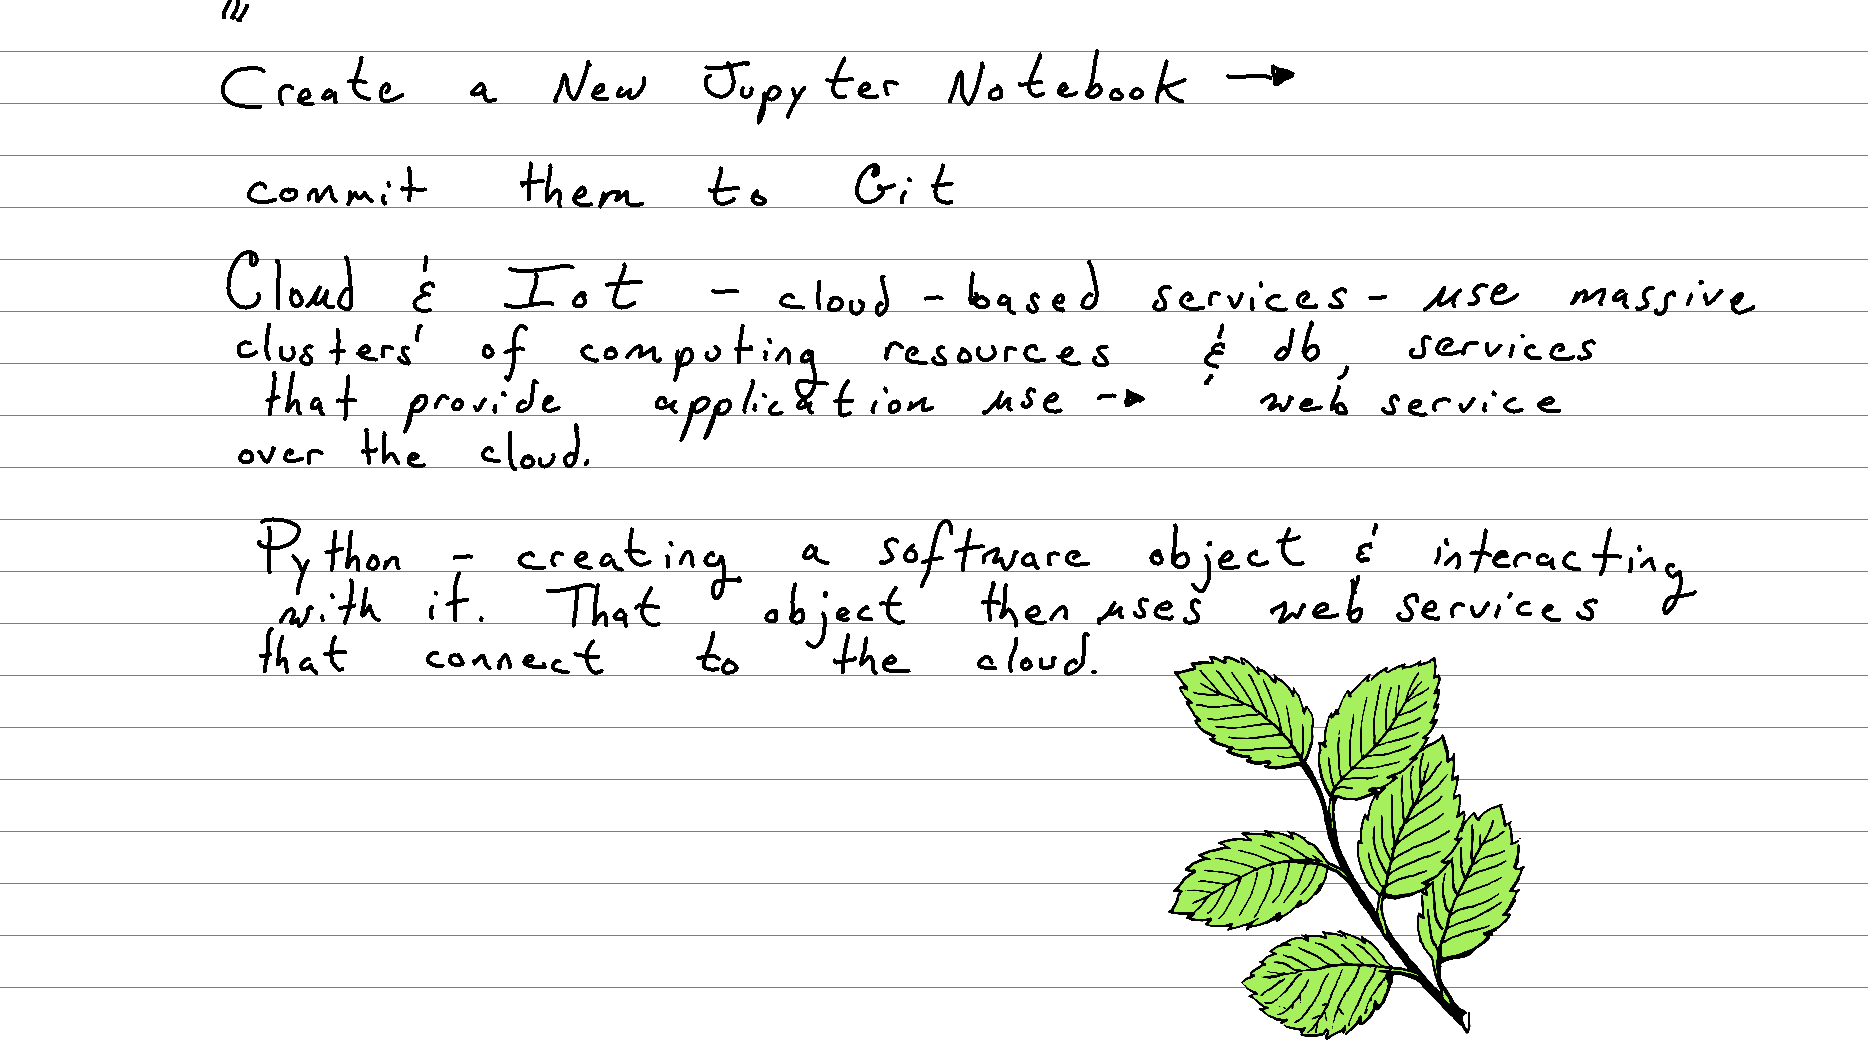 Create a New Jupyter Notebook →
commit them to Git
Cloud & Iot - cloud-based services - use massive
clusters' of computing resources & db services
that provide application use → web service
over the cloud.
Python - creating a software object & interacting
with it. That object then uses web services
that connect to the cloud.